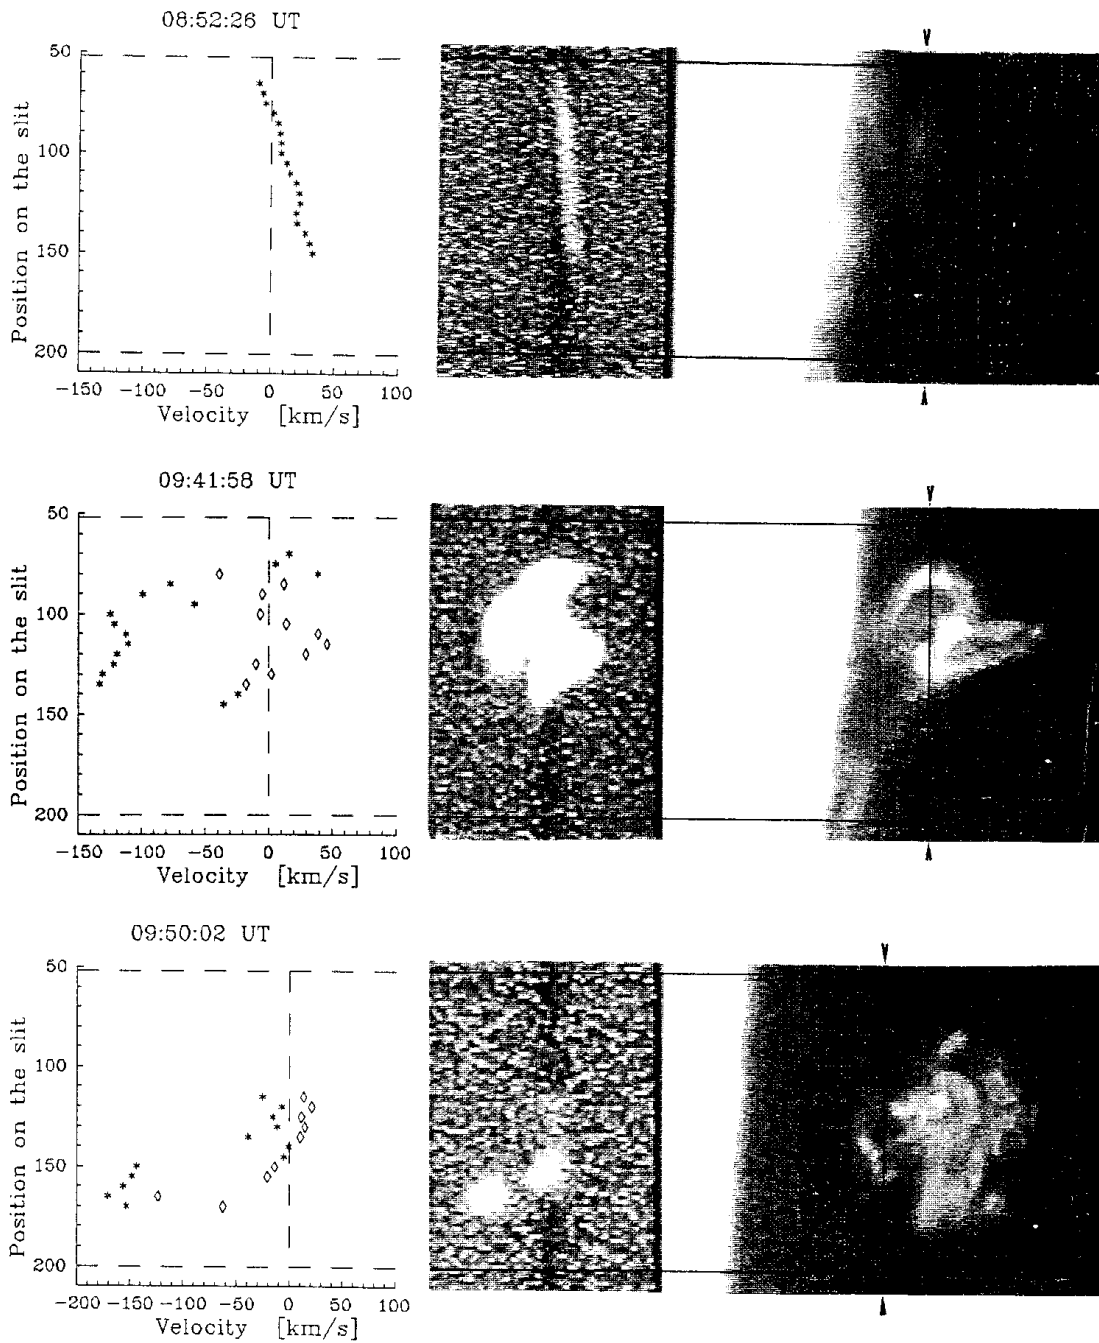 08:52:26 UT
50
100
150
200
Position on the slit
-150 -100 -50 0 50 100
Velocity [km/s]
09:41:58 UT
50
100
150
200
Position on the slit
-150 -100 -50 0 50 100
Velocity [km/s]
09:50:02 UT
50
100
150
200
Position on the slit
-200 -150 -100 -50 0 50 100
Velocity [km/s]